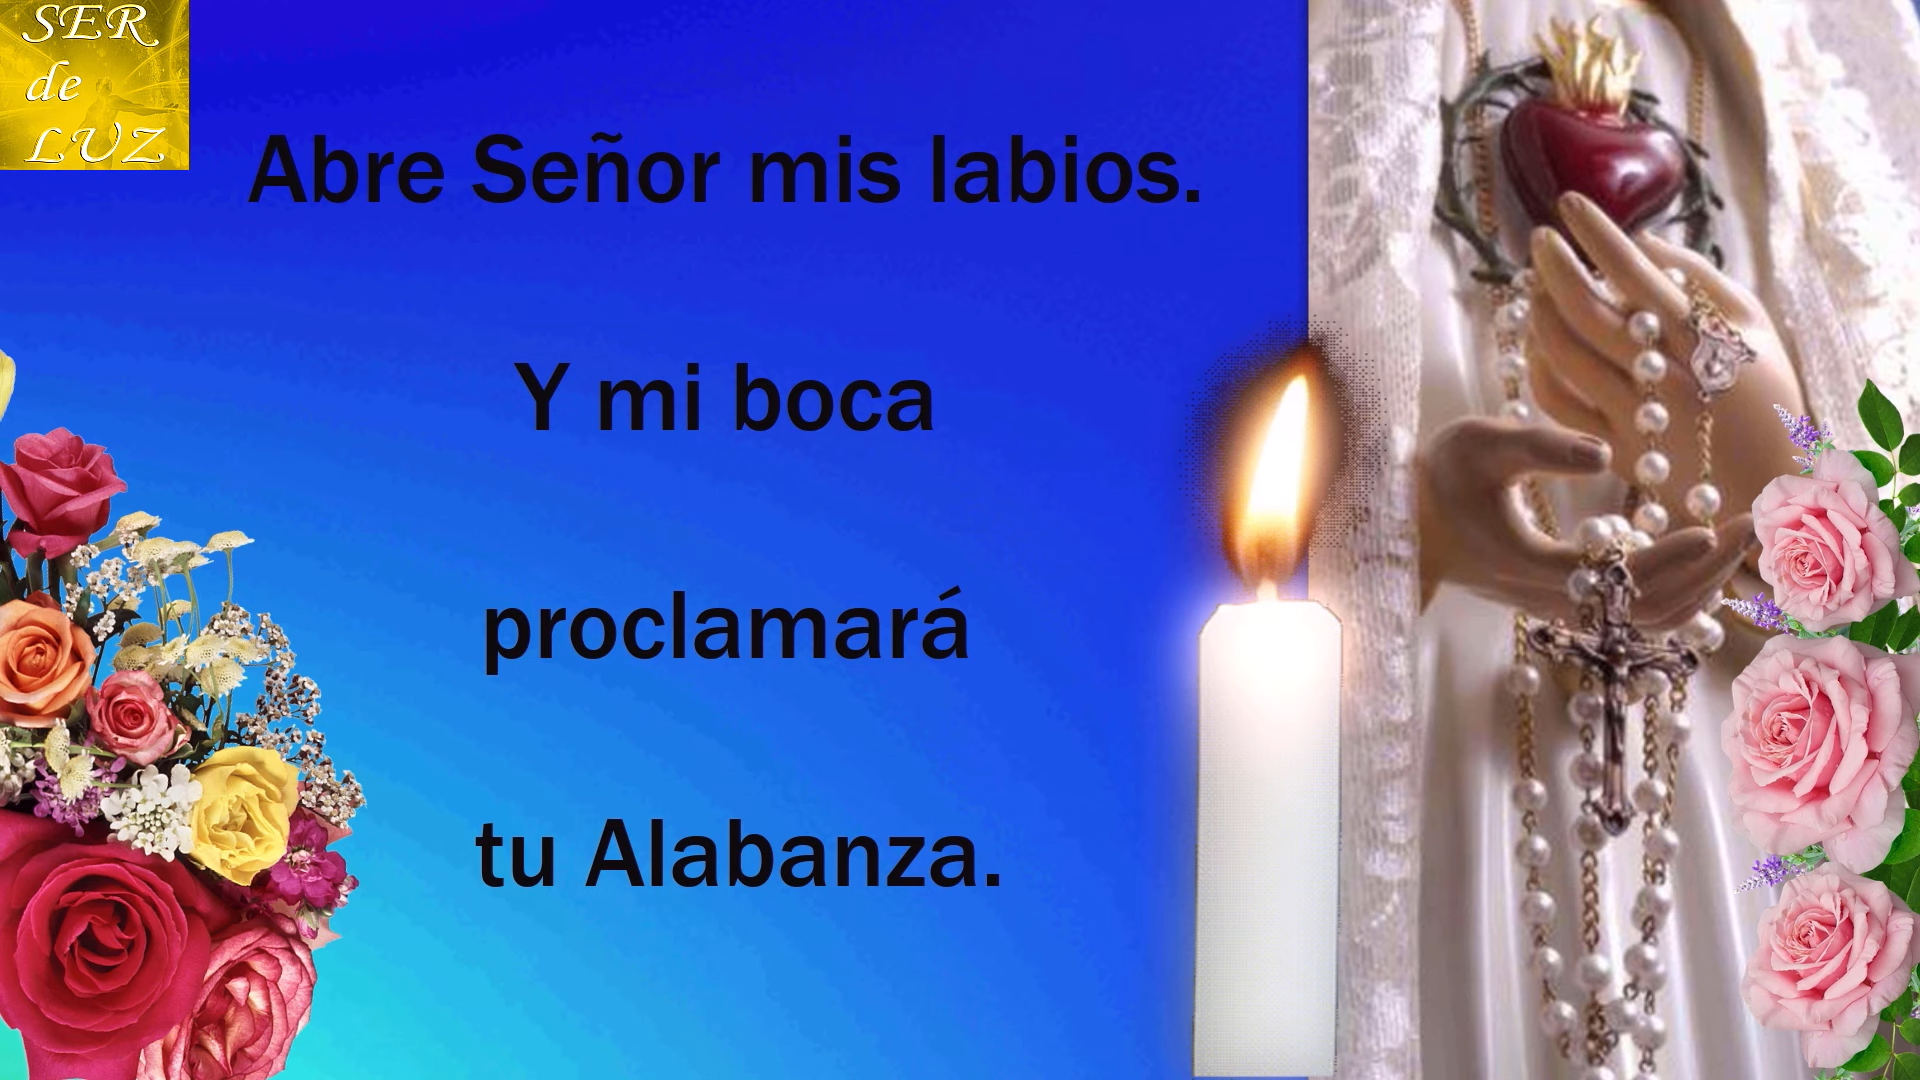 SER
de
LUZ
Abre Señor mis labios.
Y mi boca
proclamará
tu Alabanza.